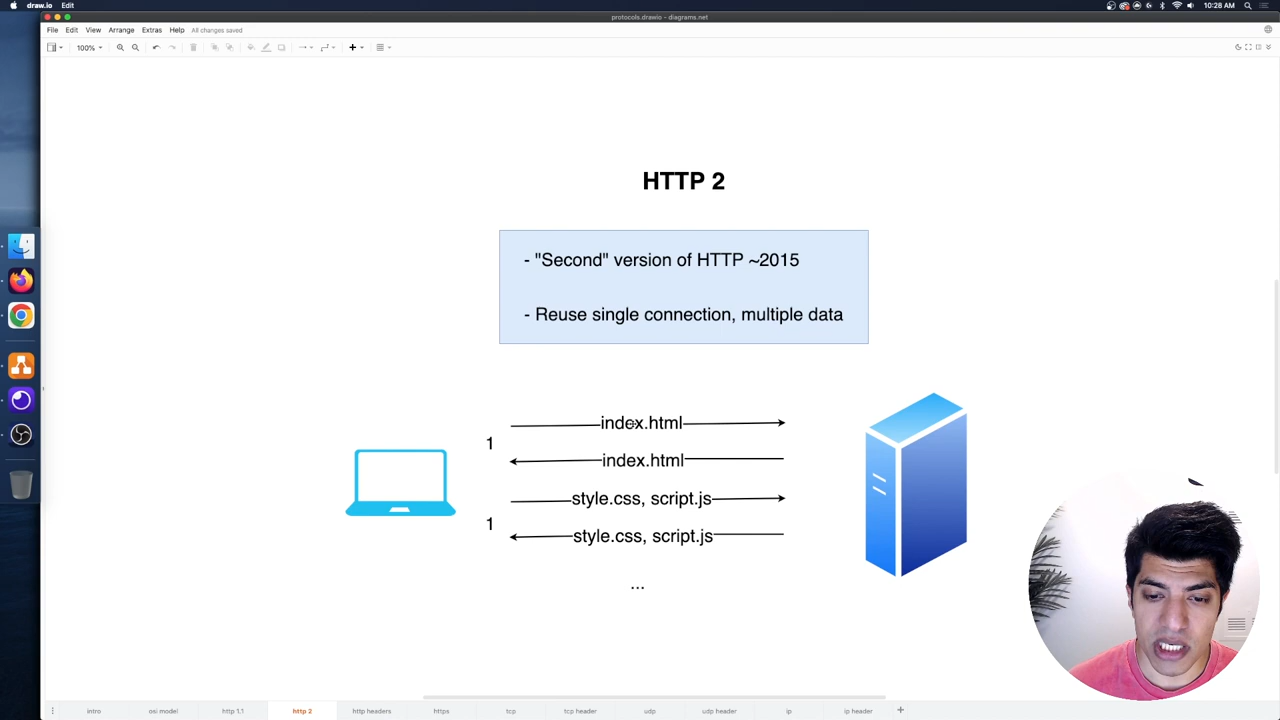 draw.io Edit
10:28 AM
protocols.drawio - diagrams.net
File Edit View Arrange Extras Help All changes saved
100%
HTTP 2
- "Second" version of HTTP ~2015
- Reuse single connection, multiple data
index.html
1
index.html
style.css, script.js
1
style.css, script.js
...
intro osi model http 1.1 http 2 http headers https tcp tcp header udp udp header ip ip header